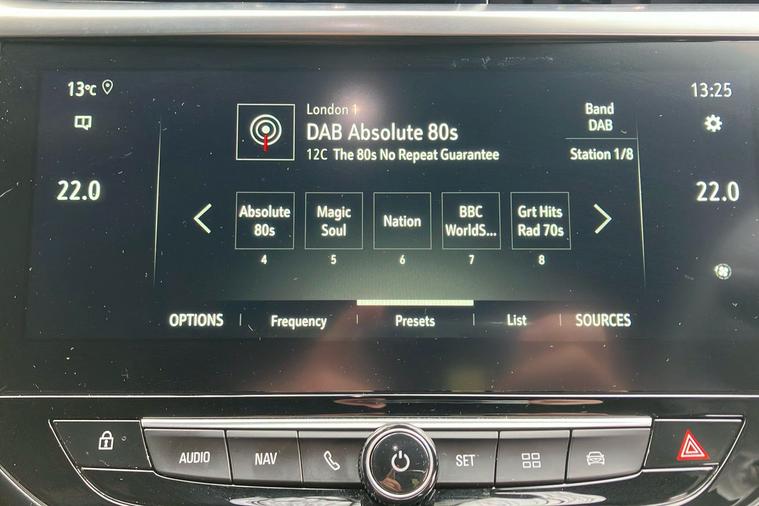 13°C
13:25
London 1
DAB Absolute 80s
12C The 80s No Repeat Guarantee
Band
DAB
Station 1/8
22.0
22.0
Absolute
80s
Magic
Soul
Nation
BBC
WorldS...
Grt Hits
Rad 70s
4
5
6
7
8
OPTIONS
Frequency
Presets
List
SOURCES
AUDIO
NAV
SET